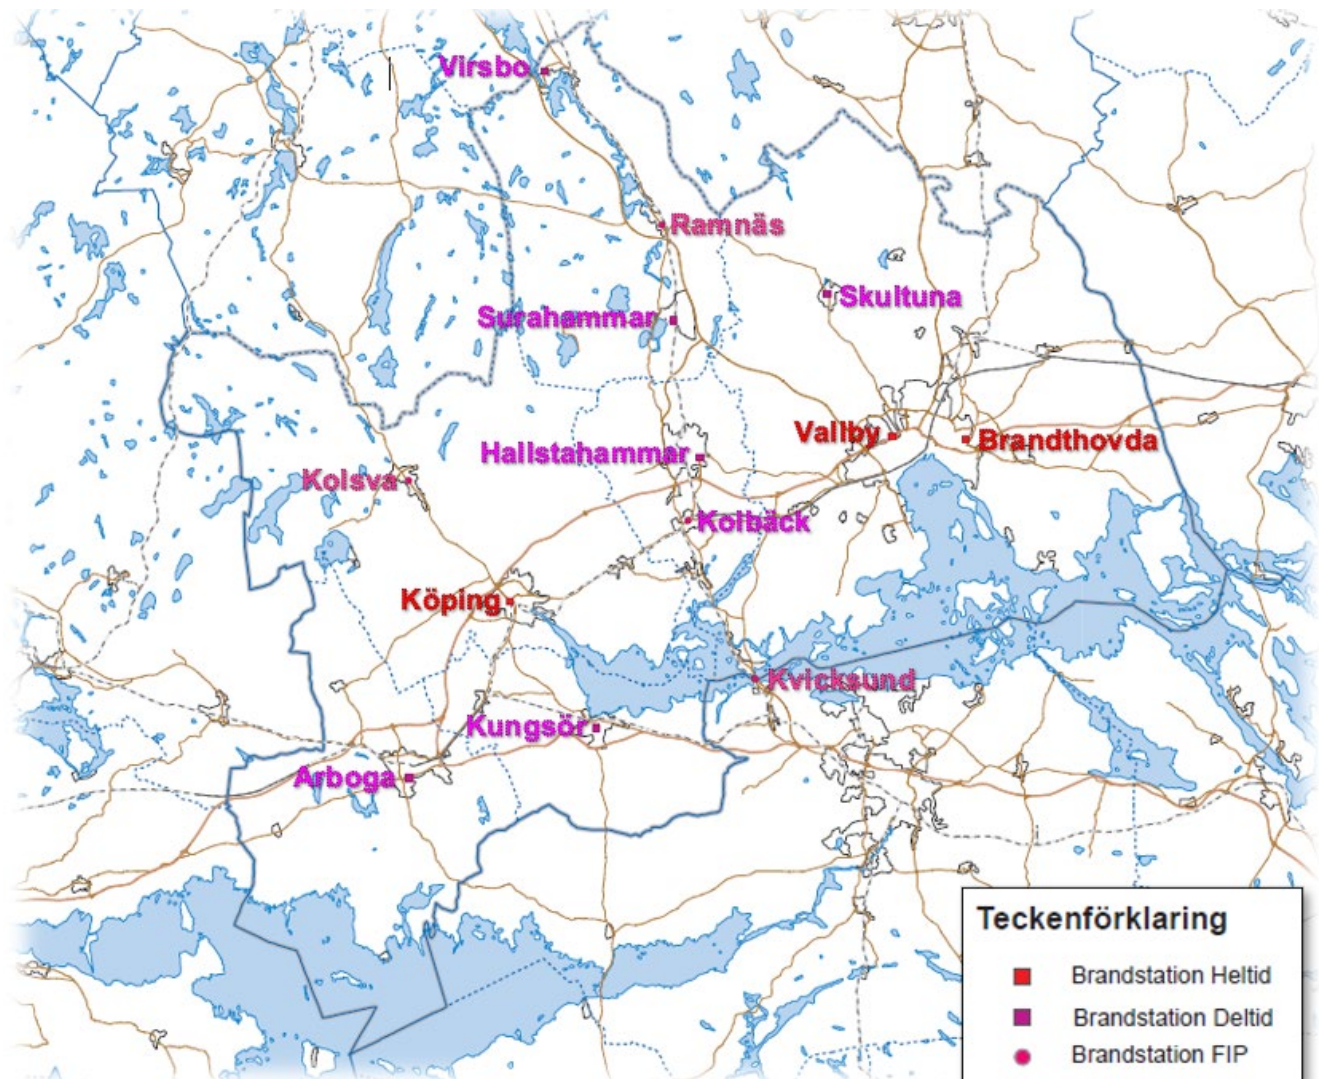 Virsbo
Ramnäs
Skultuna
Surahammar
Vallby
Brandthovda
Hallstahammar
Kolsva
Kolbäck
Köping
Kvicksund
Kungsör
Arboga
Teckenförklaring
Brandstation Heltid
Brandstation Deltid
Brandstation FIP